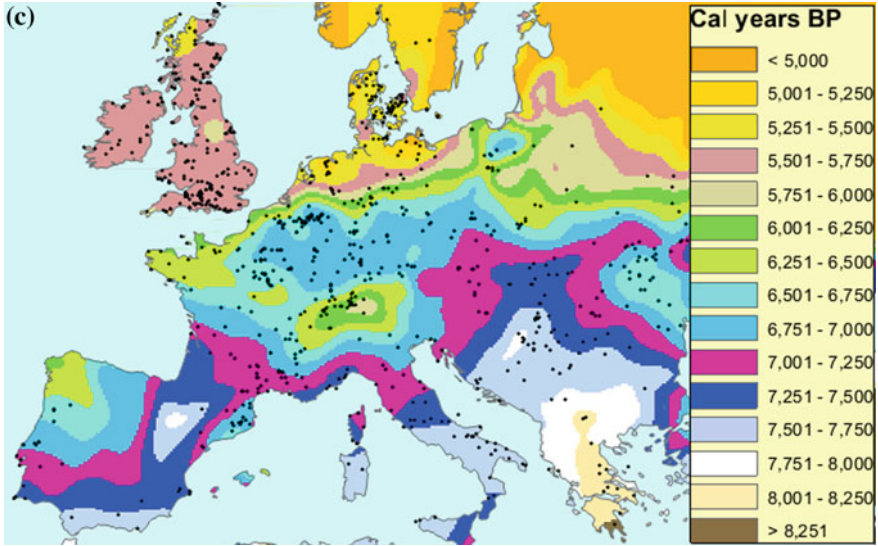 (c)
Cal years BP
< 5,000
5,001 - 5,250
5,251 - 5,500
5,501 - 5,750
5,751 - 6,000
6,001 - 6,250
6,251 - 6,500
6,501 - 6,750
6,751 - 7,000
7,001 - 7,250
7,251 - 7,500
7,501 - 7,750
7,751 - 8,000
8,001 - 8,250
> 8,251